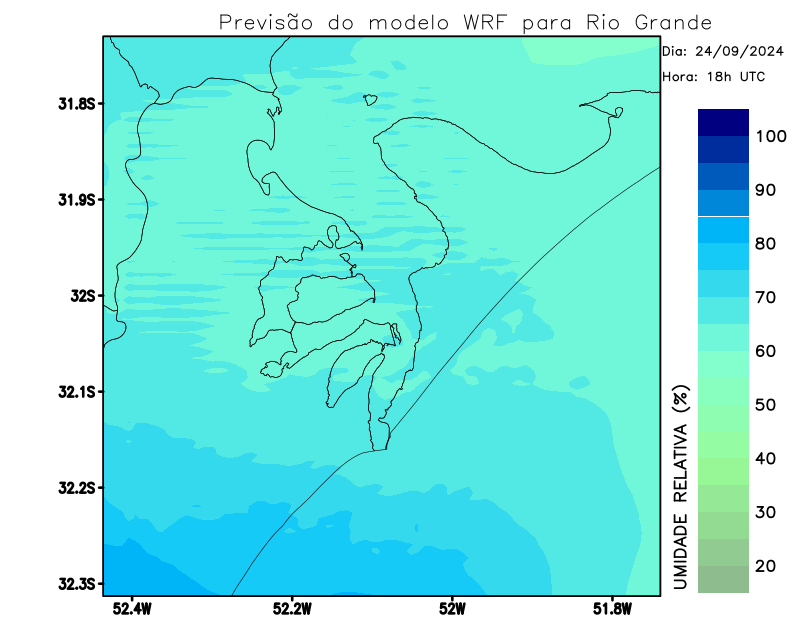 Previsão do modelo WRF para Rio Grande
Dia: 24/09/2024
Hora: 18h UTC
31.8S
31.9S
32S
32.1S
32.2S
32.3S
52.4W
52.2W
52W
51.8W
100
90
80
70
60
50
40
30
20
UMIDADE RELATIVA (%)